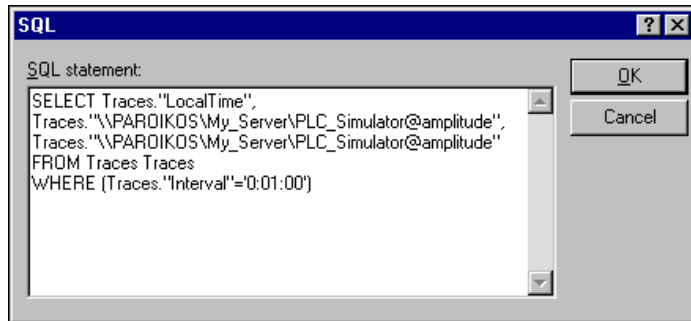 SQL
SQL statement:
OK
SELECT Traces."LocalTime",
Cancel
Traces."\\PAROIKOS\My_Server\PLC_Simulator@amplitude",
Traces."\\PAROIKOS\My_Server\PLC_Simulator@amplitude"
FROM Traces Traces
WHERE (Traces."Interval"='0:01:00')